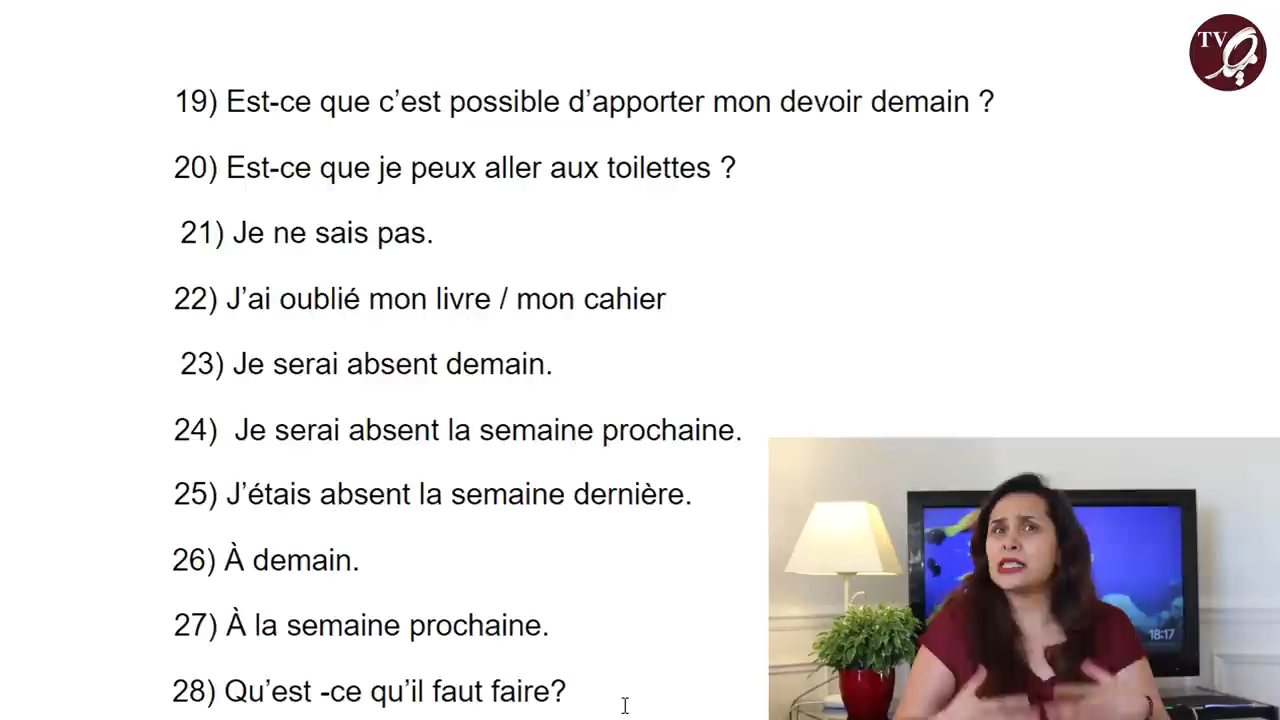 TV
19) Est-ce que c’est possible d’apporter mon devoir demain ?
20) Est-ce que je peux aller aux toilettes ?
21) Je ne sais pas.
22) J’ai oublié mon livre / mon cahier
23) Je serai absent demain.
24)  Je serai absent la semaine prochaine.
25) J’étais absent la semaine dernière.
26) À demain.
27) À la semaine prochaine.
28) Qu’est -ce qu’il faut faire?
18:17